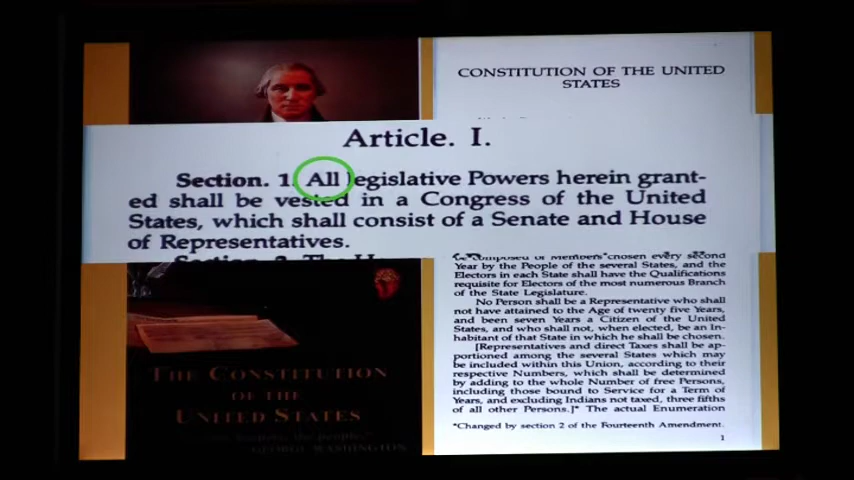 CONSTITUTION OF THE UNITED
STATES
Article. I.
Section. 1. All legislative Powers herein grant-
ed shall be vested in a Congress of the United
States, which shall consist of a Senate and House
of Representatives.
composed of Members chosen every second
Year by the People of the several States, and the
Electors in each State shall have the Qualifications
requisite for Electors of the most numerous Branch
of the State Legislature.
No Person shall be a Representative who shall
not have attained to the Age of twenty five Years,
and been seven Years a Citizen of the United
States, and who shall not, when elected, be an In-
habitant of that State in which he shall be chosen.
[Representatives and direct Taxes shall be ap-
portioned among the several States which may
be included within this Union, according to their
respective Numbers, which shall be determined
by adding to the whole Number of free Persons,
including those bound to Service for a Term of
Years, and excluding Indians not taxed, three fifths
of all other Persons.]* The actual Enumeration
*Changed by section 2 of the Fourteenth Amendment.
1
THE CONSTITUTION
OF THE
UNITED STATES
GEORGE WASHINGTON